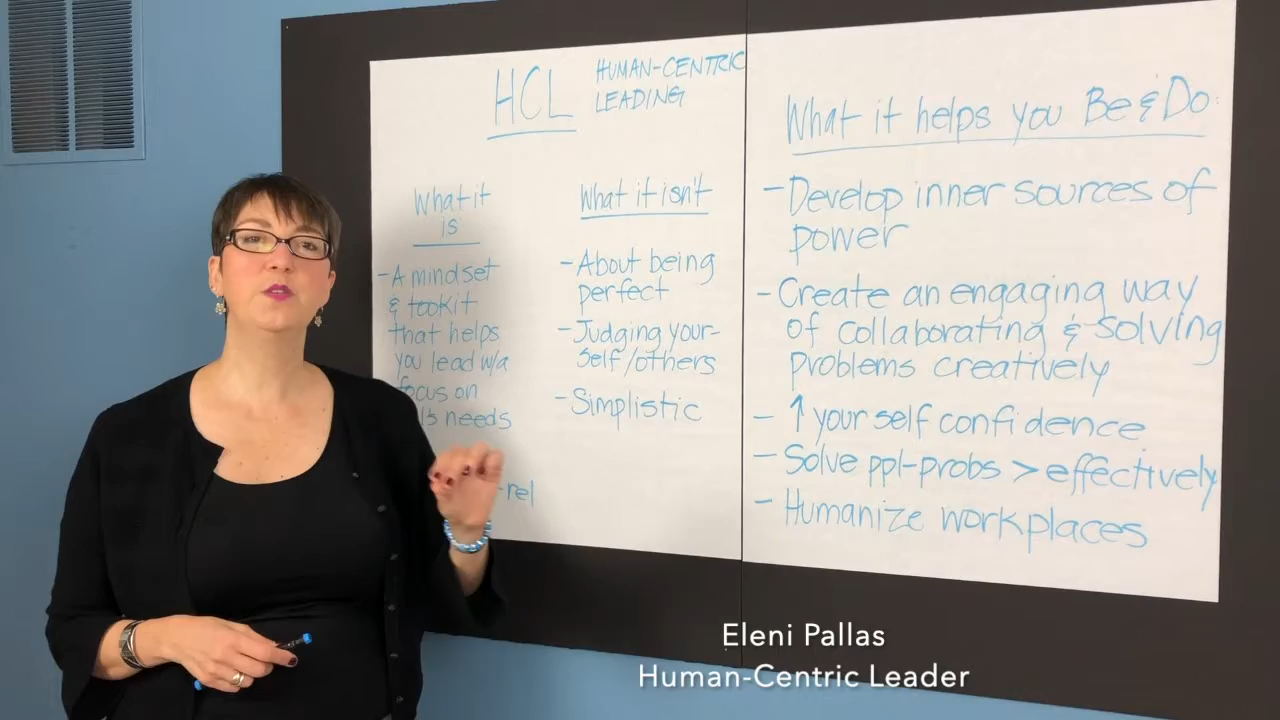 HCL
HUMAN-CENTRIC
LEADING
What it
is
- A mindset
& toolkit
that helps
you lead w/a
focus on
needs
-rel
What it isn't
- About being
perfect
- Judging your-
self/others
- Simplistic
What it helps you Be & Do:
- Develop inner sources of
power
- Create an engaging way
of collaborating & solving
problems creatively
- ↑ your self confidence
- Solve ppl-probs > effectively
- Humanize workplaces
Eleni Pallas
Human-Centric Leader